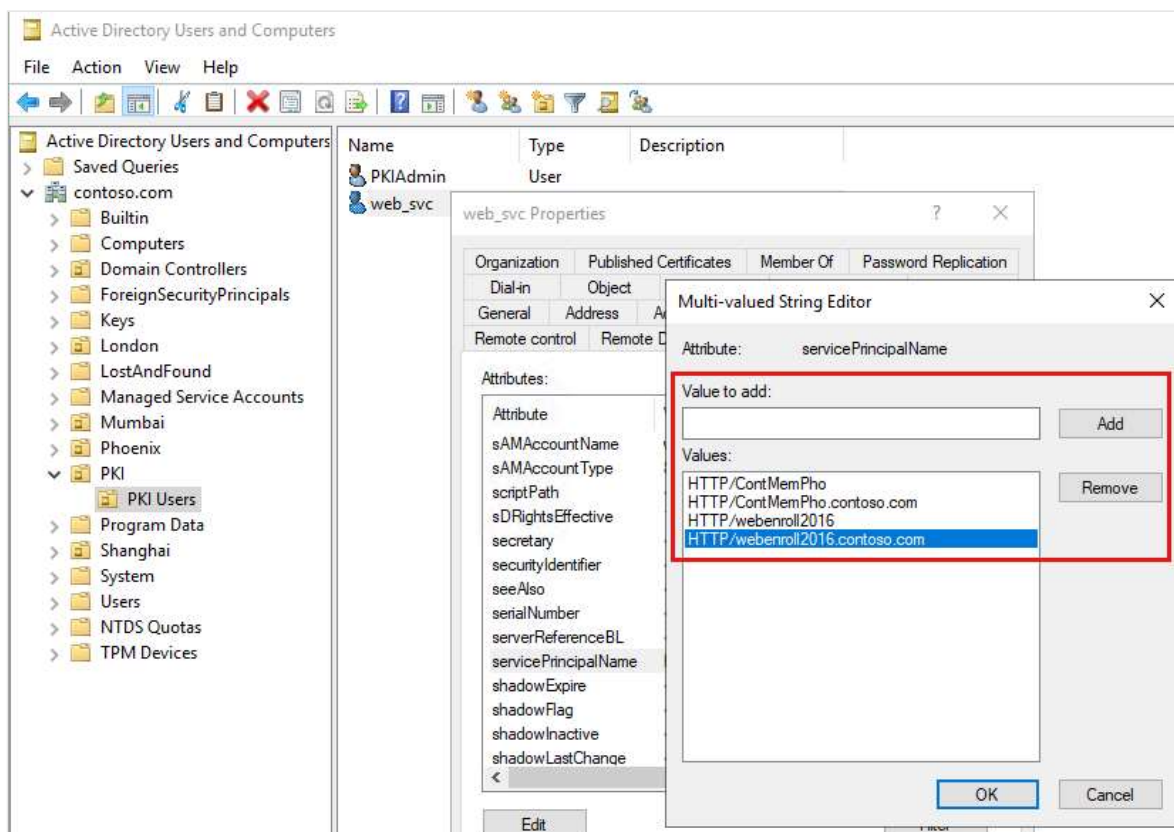 Active Directory Users and Computers
File Action View Help
Active Directory Users and Computers
Saved Queries
contoso.com
Builtin
Computers
Domain Controllers
ForeignSecurityPrincipals
Keys
London
LostAndFound
Managed Service Accounts
Mumbai
Phoenix
PKI
PKI Users
Program Data
Shanghai
System
Users
NTDS Quotas
TPM Devices
Name Type Description
PKIAdmin User
web_svc
web_svc Properties ?
Organization Published Certificates Member Of Password Replication
Dial-in Object
General Address
Remote control Remote
Attributes:
Attribute
sAMAccountName
sAMAccountType
scriptPath
sDRightsEffective
secretary
securityIdentifier
seeAlso
serialNumber
serverReferenceBL
servicePrincipalName
shadowExpire
shadowFlag
shadowInactive
shadowLastChange
Edit
Filter
Multi-valued String Editor
Attribute: servicePrincipalName
Value to add:
Add
Values:
HTTP/ContMemPho
HTTP/ContMemPho.contoso.com
HTTP/webenroll2016
HTTP/webenroll2016.contoso.com
Remove
OK Cancel